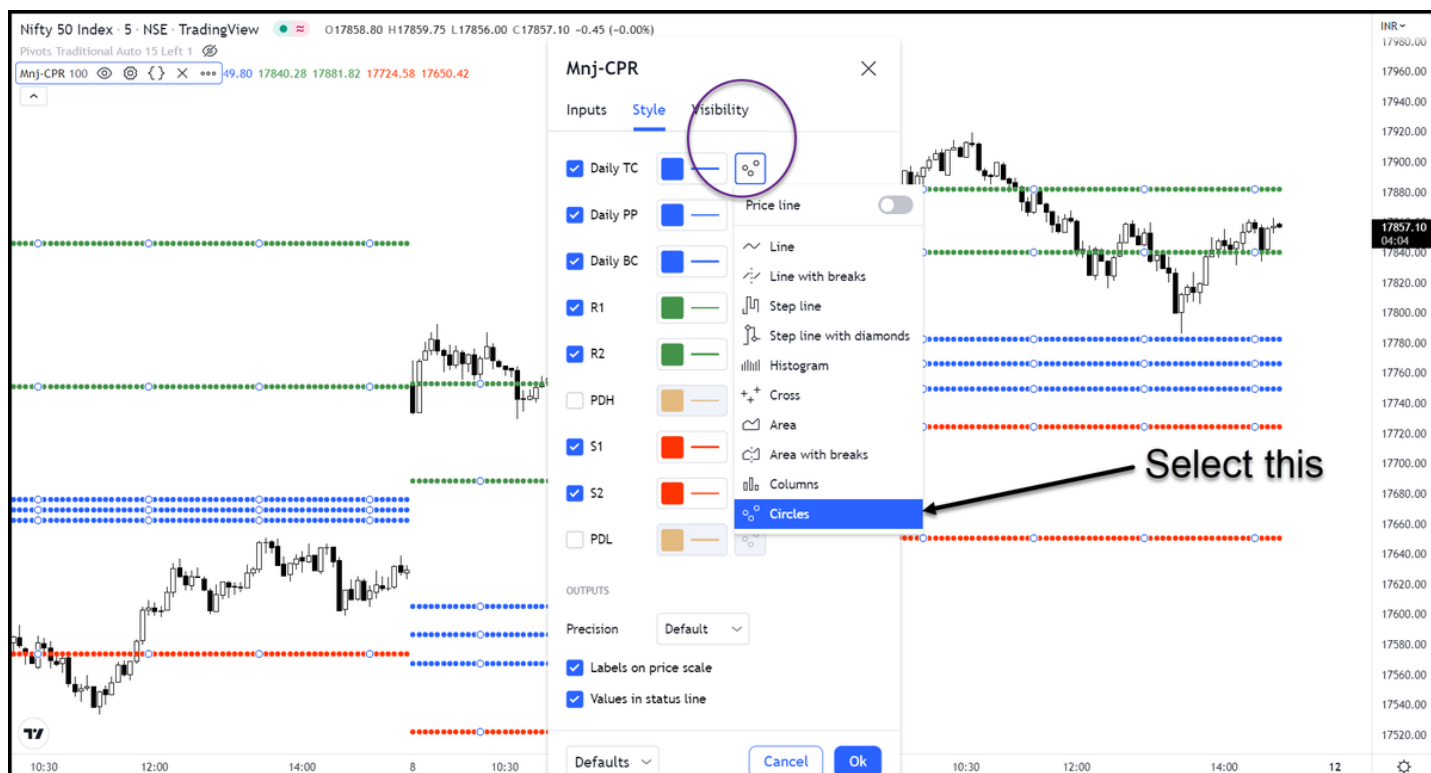 Nifty 50 Index · 5 · NSE · TradingView O17858.80 H17859.75 L17856.00 C17857.10 −0.45 (−0.00%)
Pivots Traditional Auto 15 Left 1
Mnj-CPR 100 49.80 17840.28 17881.82 17724.58 17650.42
Mnj-CPR
Inputs Style Visibility
Daily TC
Price line
Daily PP
Line
Daily BC
Line with breaks
R1
Step line
Step line with diamonds
R2
Histogram
PDH
Cross
Area
S1
Area with breaks
S2
Columns
Circles
PDL
Select this
OUTPUTS
Precision Default
Labels on price scale
Values in status line
Defaults Cancel Ok
INR
17980.00
17960.00
17940.00
17920.00
17900.00
17880.00
17857.10
04:04
17840.00
17820.00
17800.00
17780.00
17760.00
17740.00
17720.00
17700.00
17680.00
17660.00
17640.00
17620.00
17600.00
17580.00
17560.00
17540.00
17520.00
10:30 12:00 14:00 8 10:30 10:30 12:00 14:00 12